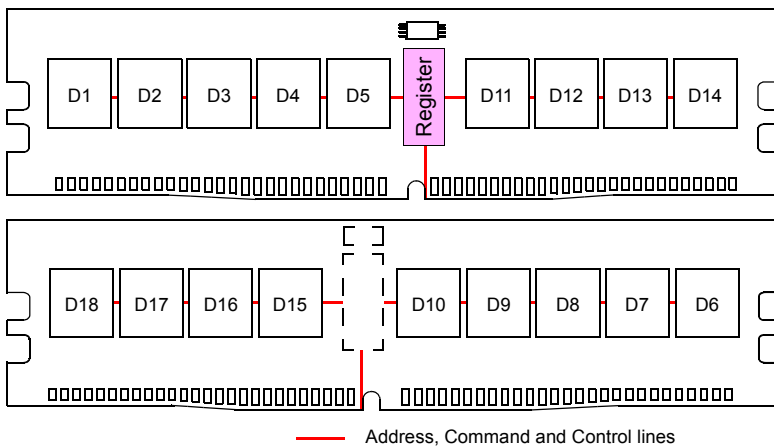 D1 D2 D3 D4 D5 Register D11 D12 D13 D14
D18 D17 D16 D15 D10 D9 D8 D7 D6
Address, Command and Control lines